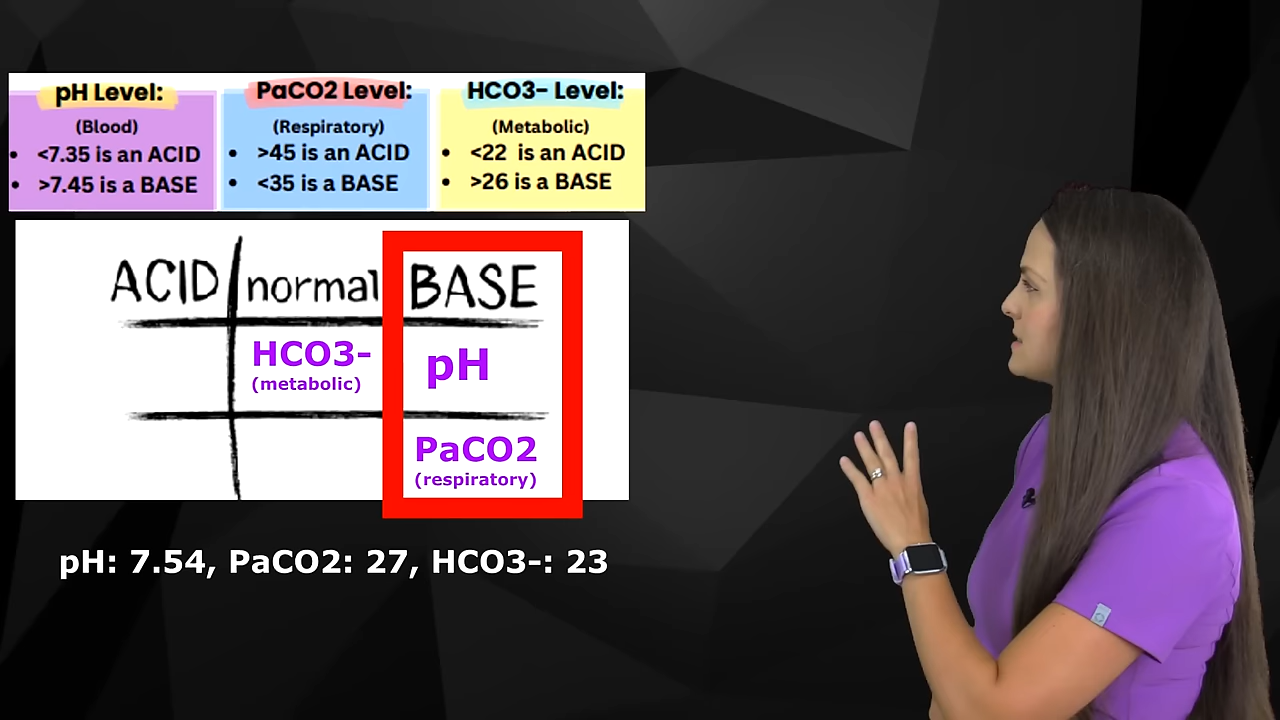 pH Level:
(Blood)
• <7.35 is an ACID
• >7.45 is a BASE
PaCO2 Level:
(Respiratory)
• >45 is an ACID
• <35 is a BASE
HCO3- Level:
(Metabolic)
• <22 is an ACID
• >26 is a BASE
ACID normal BASE
HCO3- pH
(metabolic)
PaCO2
(respiratory)
pH: 7.54, PaCO2: 27, HCO3-: 23